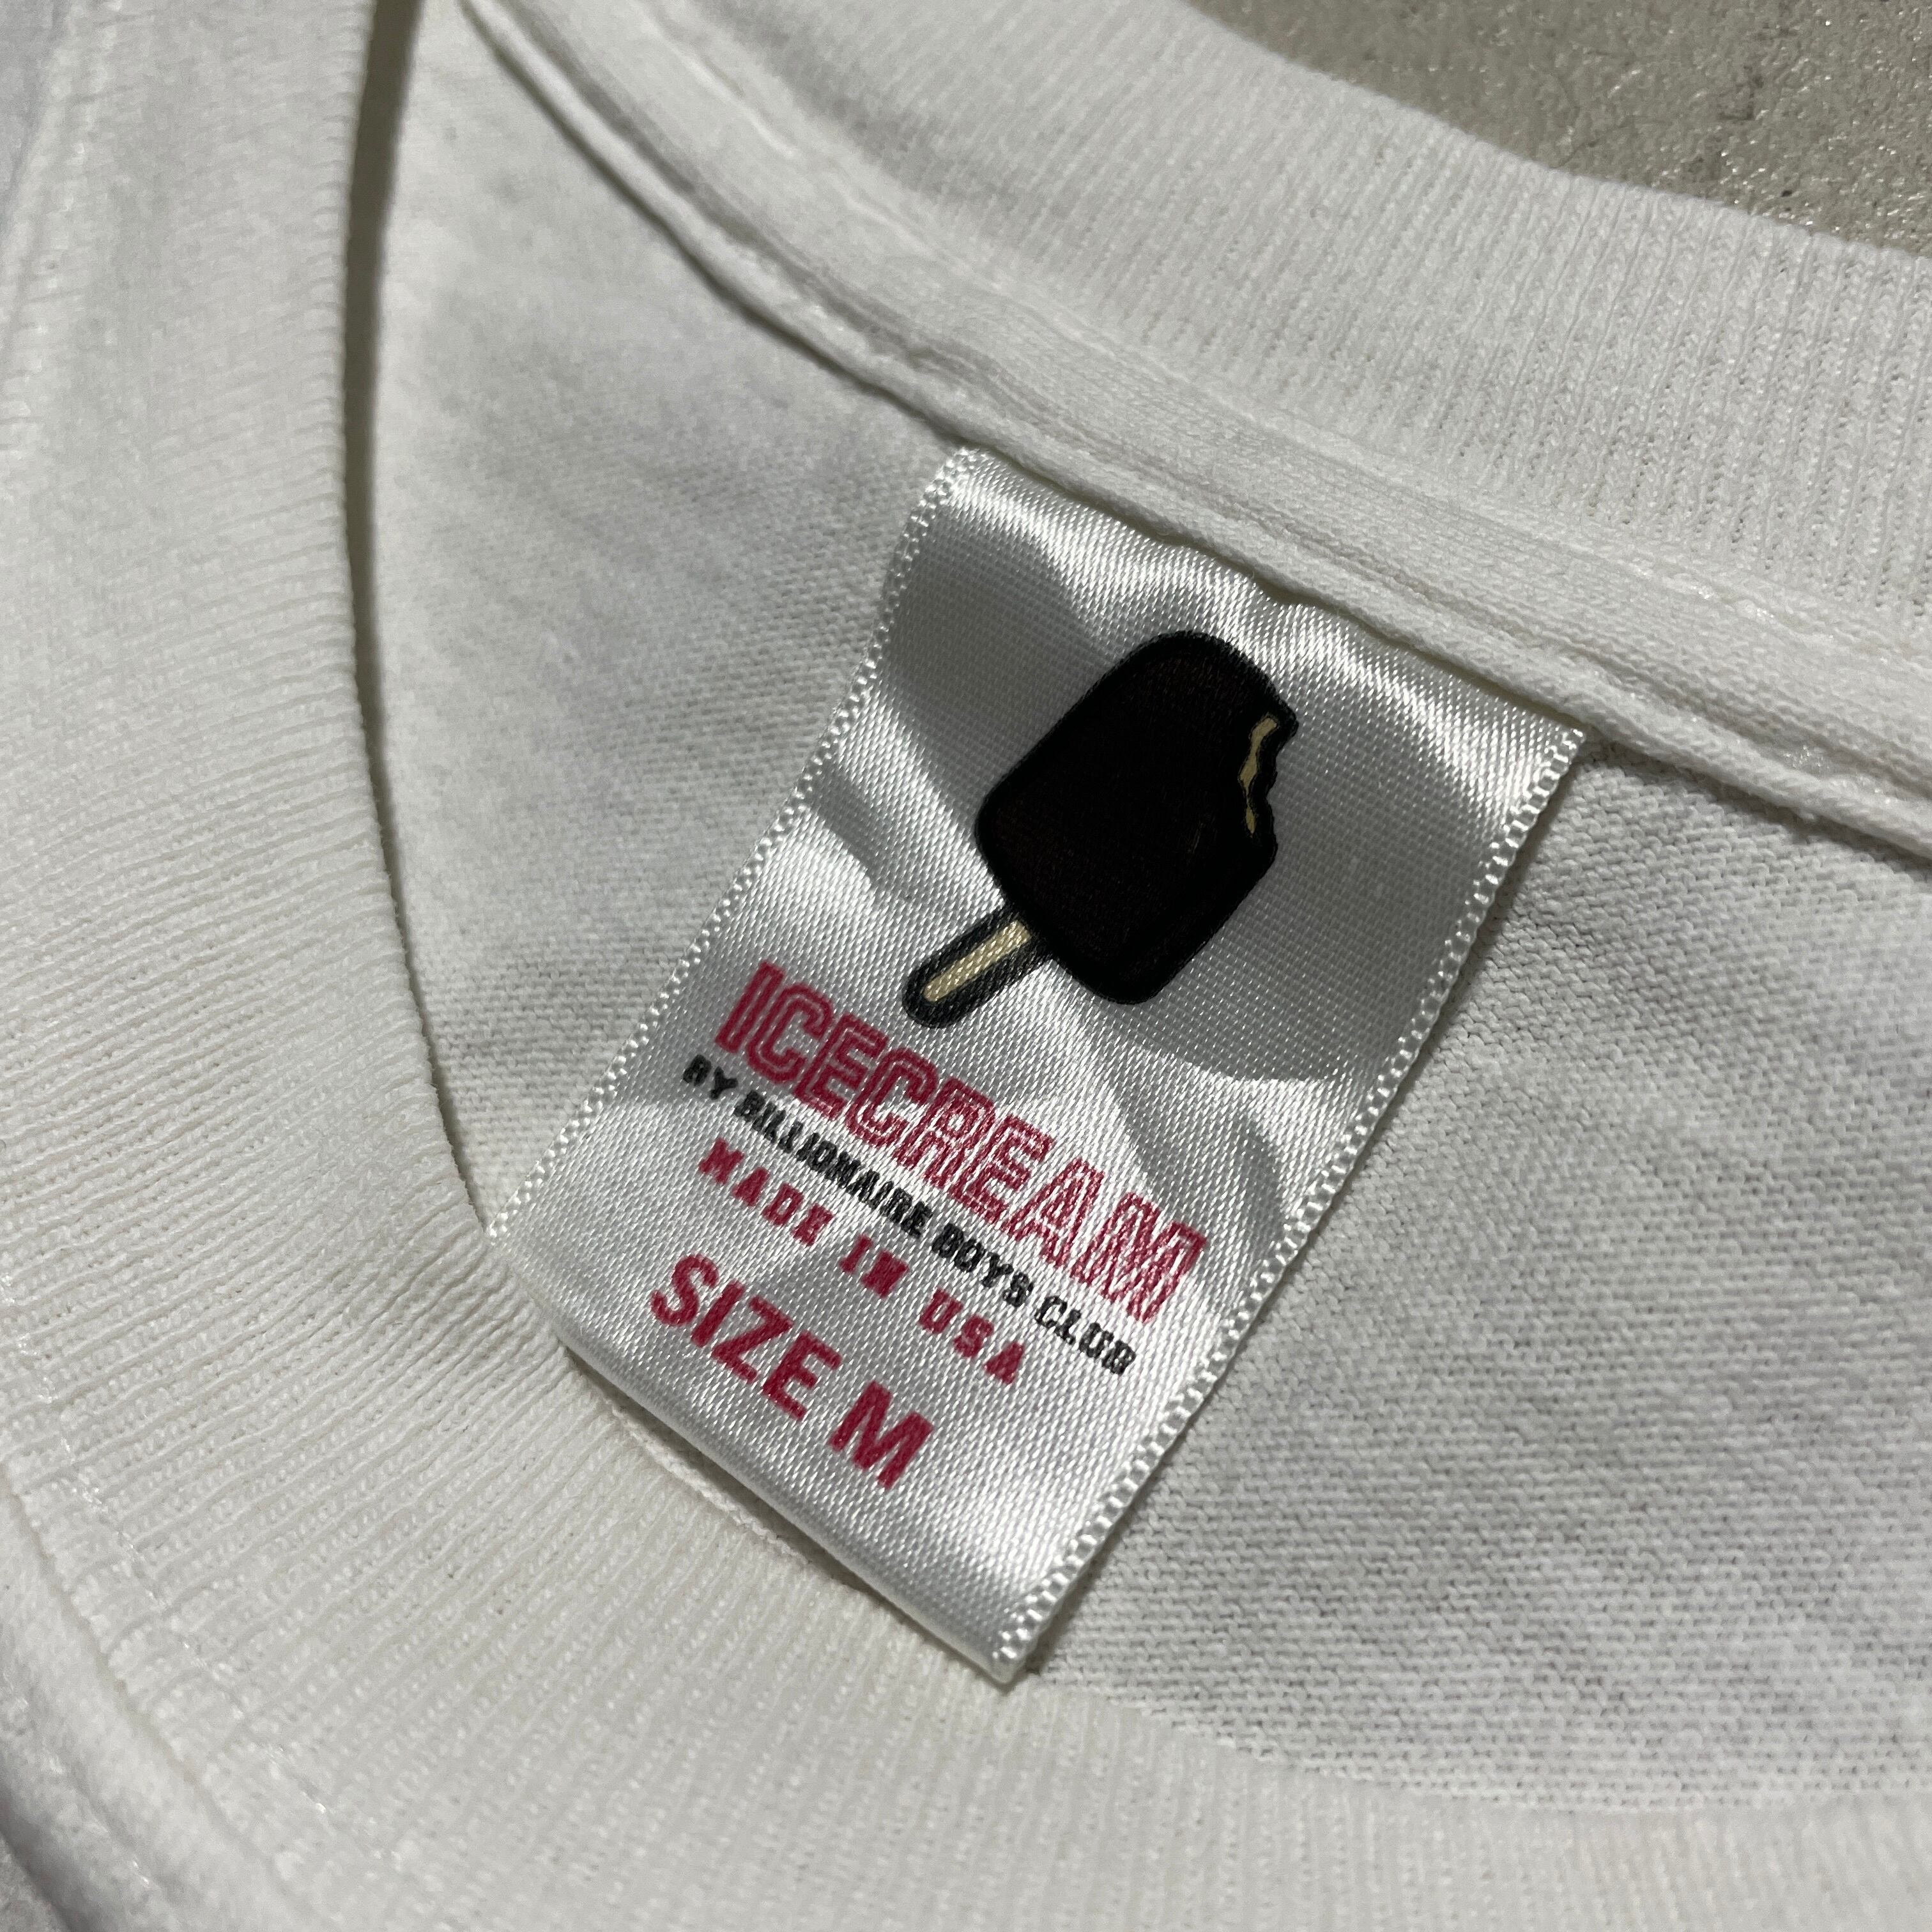 ICECREAM
BY BILLIONAIRE BOYS CLUB
MADE IN USA
SIZE M